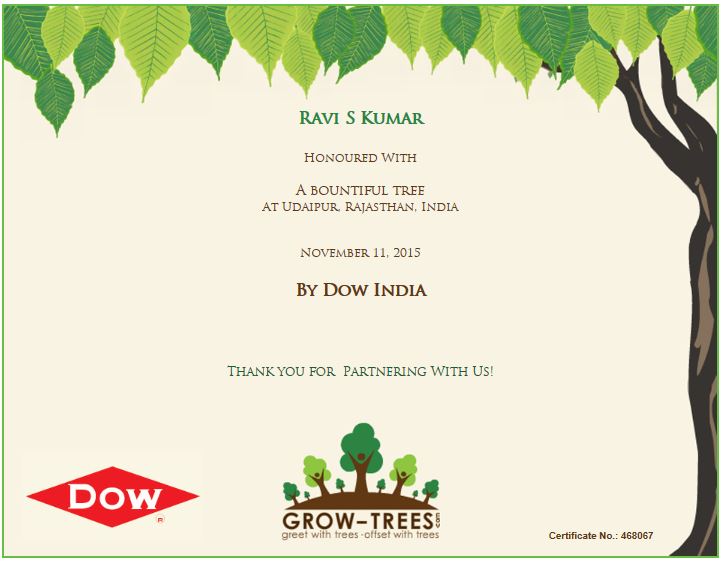 Ravi S Kumar
Honoured With
A bountiful tree
at Udaipur, Rajasthan, India
November 11, 2015
By Dow India
Thank you for Partnering With Us!
DOW
®
GROW-TREES.com
greet with trees - offset with trees
Certificate No.: 468067